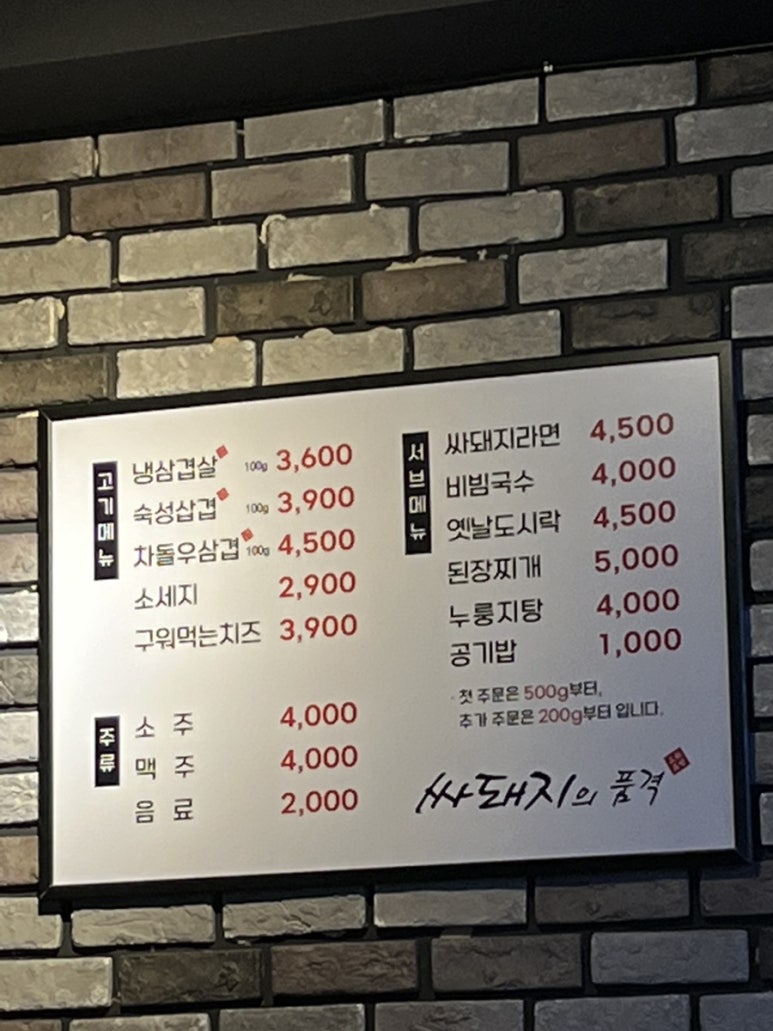 고기메뉴
냉삼겹살 100g 3,600
숙성삽겹 100g 3,900
차돌우삼겹 100g 4,500
소세지 2,900
구워먹는치즈 3,900
주류
소 주 4,000
맥 주 4,000
음 료 2,000
서브메뉴
싸돼지라면 4,500
비빔국수 4,000
옛날도시락 4,500
된장찌개 5,000
누룽지탕 4,000
공기밥 1,000
· 첫 주문은 500g부터,
추가 주문은 200g부터 입니다.
싸돼지의 품격